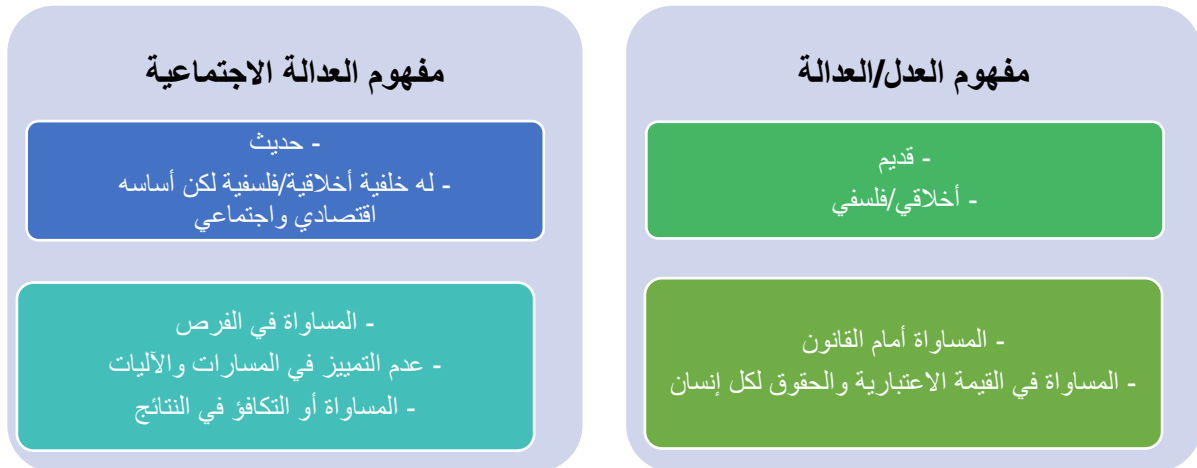 مفهوم العدل/العدالة
- قديم
- أخلاقي/فلسفي
- المساواة أمام القانون
- المساواة في القيمة الاعتبارية والحقوق لكل إنسان
مفهوم العدالة الاجتماعية
- حديث
- له خلفية أخلاقية/فلسفية لكن أساسه
اقتصادي واجتماعي
- المساواة في الفرص
- عدم التمييز في المسارات والآليات
- المساواة أو التكافؤ في النتائج